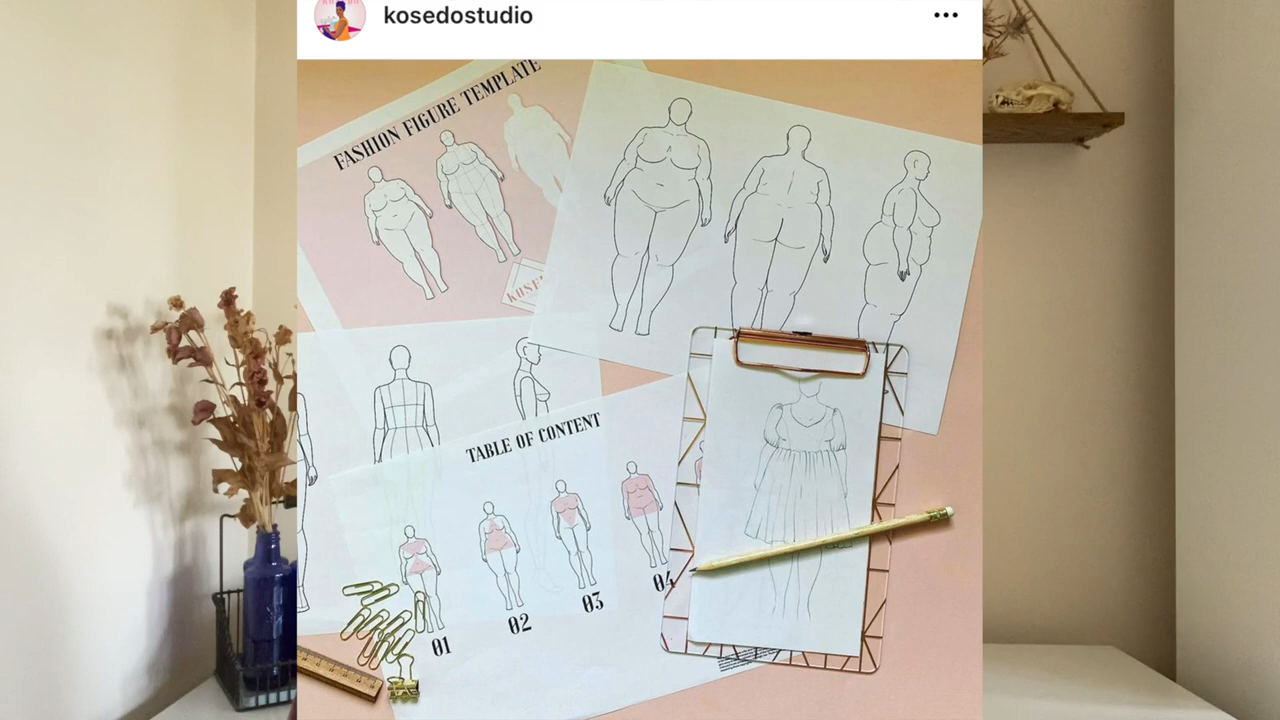 kosedostudio
FASHION FIGURE TEMPLATE
TABLE OF CONTENT
01
02
03
04